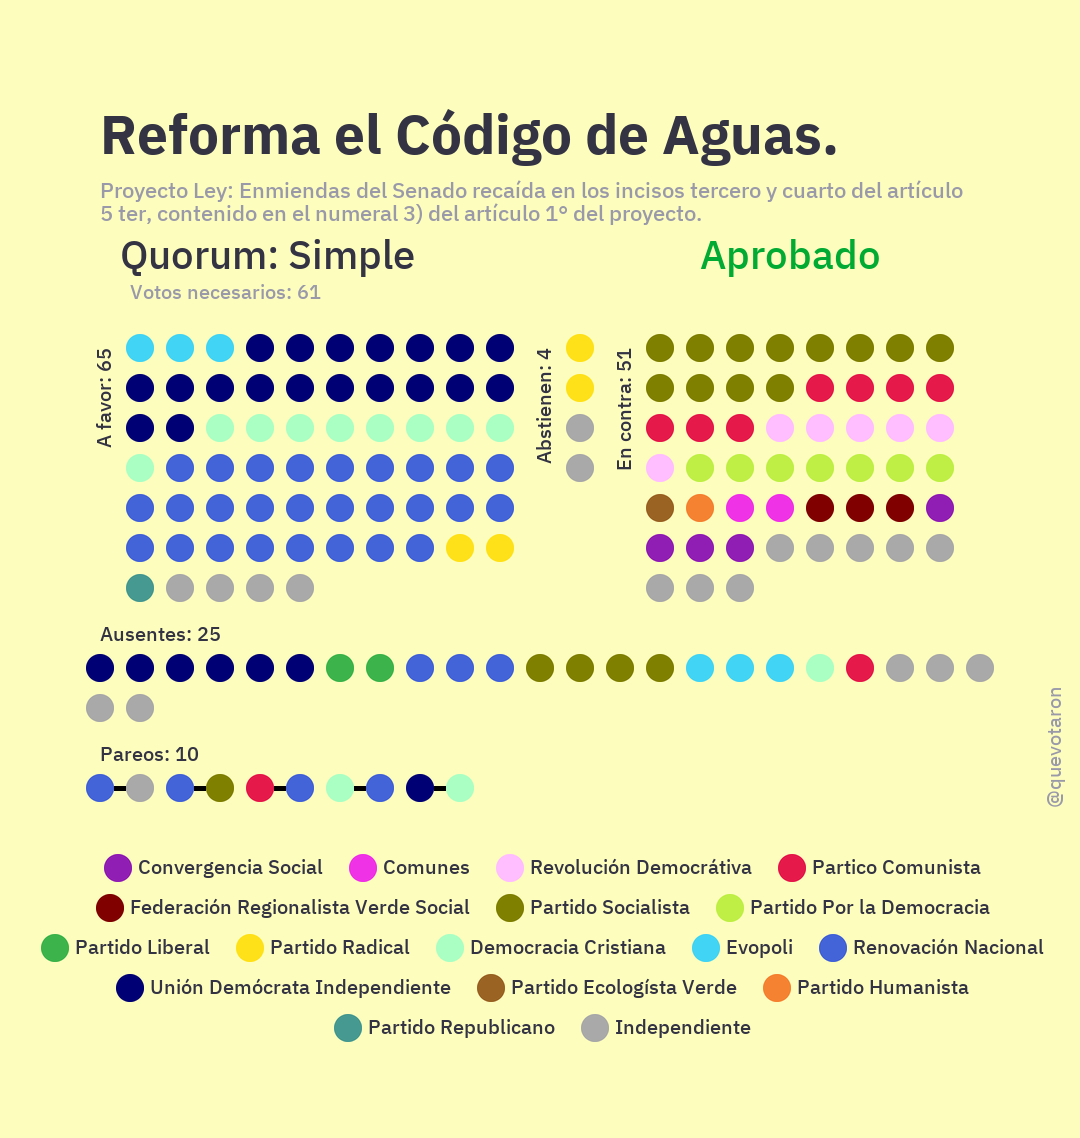 Reforma el Código de Aguas.
Proyecto Ley: Enmiendas del Senado recaída en los incisos tercero y cuarto del artículo
5 ter, contenido en el numeral 3) del artículo 1° del proyecto.
Quorum: Simple
Aprobado
Votos necesarios: 61
A favor: 65
Abstienen: 4
En contra: 51
Ausentes: 25
Pareos: 10
@quevotaron
Convergencia Social Comunes Revolución Democrátiva Partico Comunista
Federación Regionalista Verde Social Partido Socialista Partido Por la Democracia
Partido Liberal Partido Radical Democracia Cristiana Evopoli Renovación Nacional
Unión Demócrata Independiente Partido Ecologísta Verde Partido Humanista
Partido Republicano Independiente